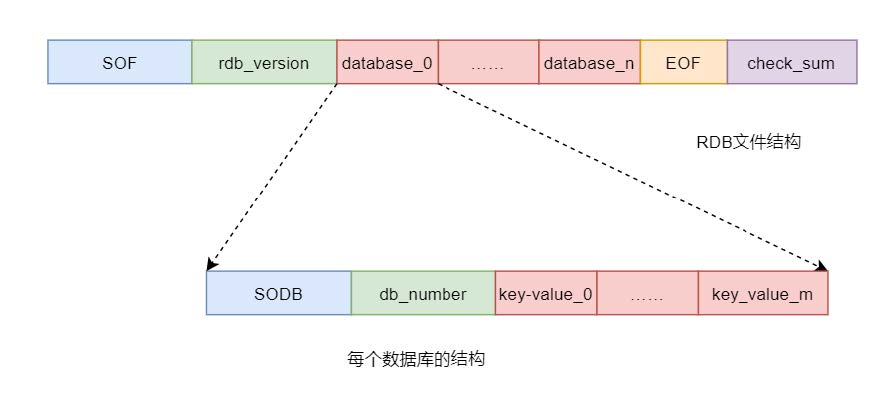 SOF rdb_version database_0 …… database_n EOF check_sum
RDB文件结构
SODB db_number key-value_0 …… key_value_m
每个数据库的结构